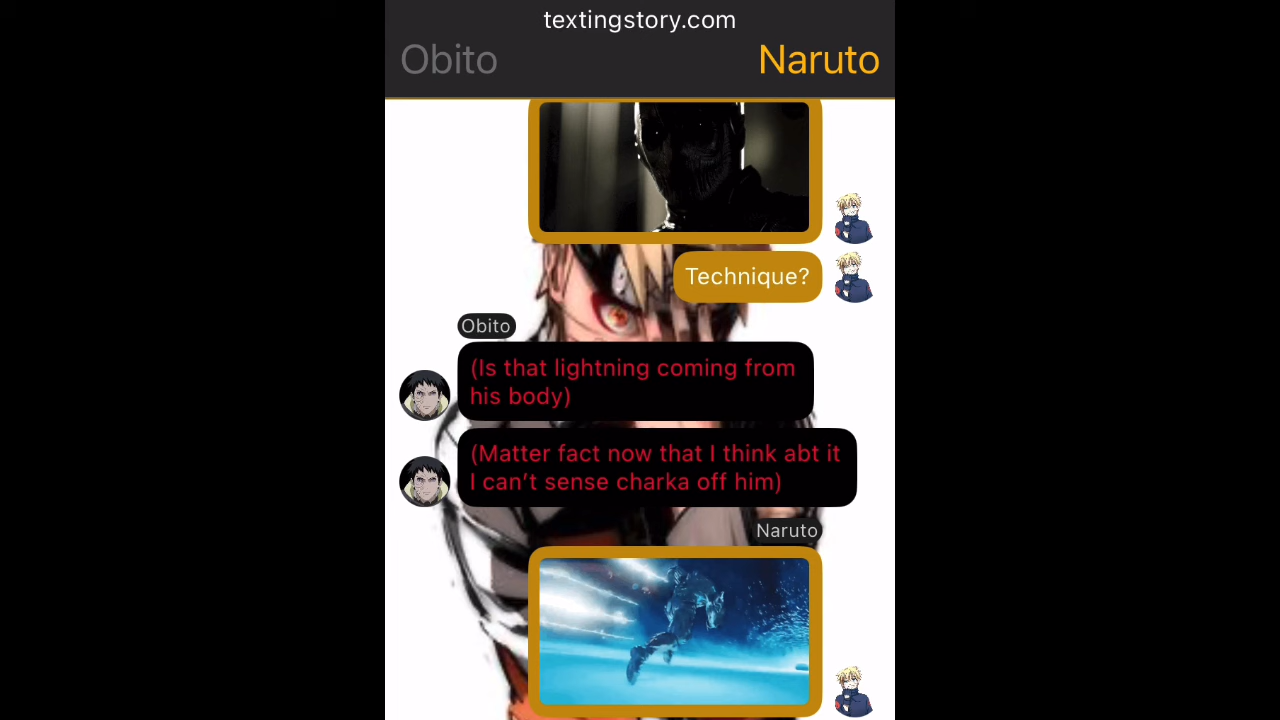 textingstory.com
Obito
Naruto
Technique?
Obito
(Is that lightning coming from
his body)
(Matter fact now that I think abt it
I can’t sense charka off him)
Naruto